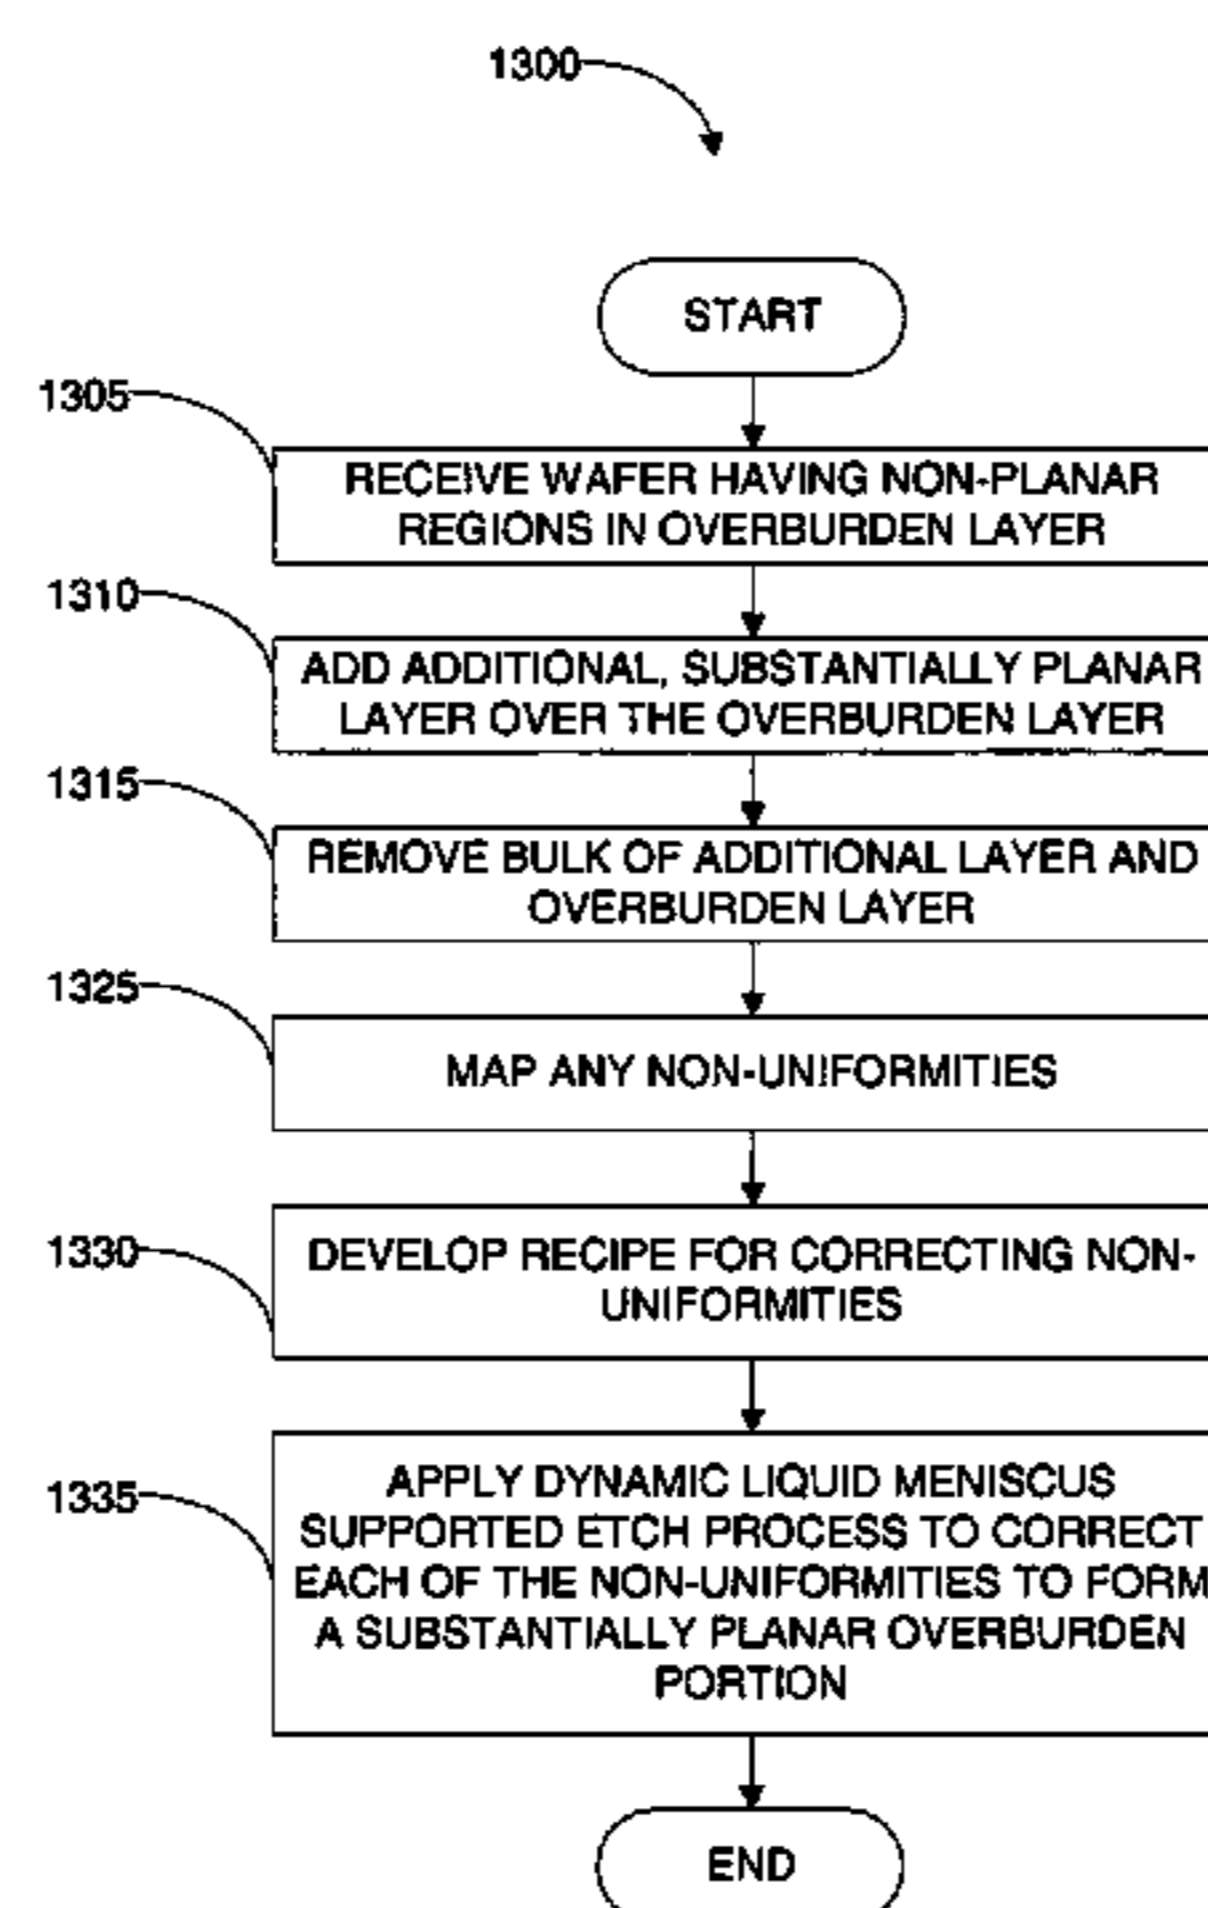 1300
START
1305
RECEIVE WAFER HAVING NON-PLANAR
REGIONS IN OVERBURDEN LAYER
1310
ADD ADDITIONAL, SUBSTANTIALLY PLANAR
LAYER OVER THE OVERBURDEN LAYER
1315
REMOVE BULK OF ADDITIONAL LAYER AND
OVERBURDEN LAYER
1325
MAP ANY NON-UNIFORMITIES
1330
DEVELOP RECIPE FOR CORRECTING NON-
UNIFORMITIES
1335
APPLY DYNAMIC LIQUID MENISCUS
SUPPORTED ETCH PROCESS TO CORRECT
EACH OF THE NON-UNIFORMITIES TO FORM
A SUBSTANTIALLY PLANAR OVERBURDEN
PORTION
END